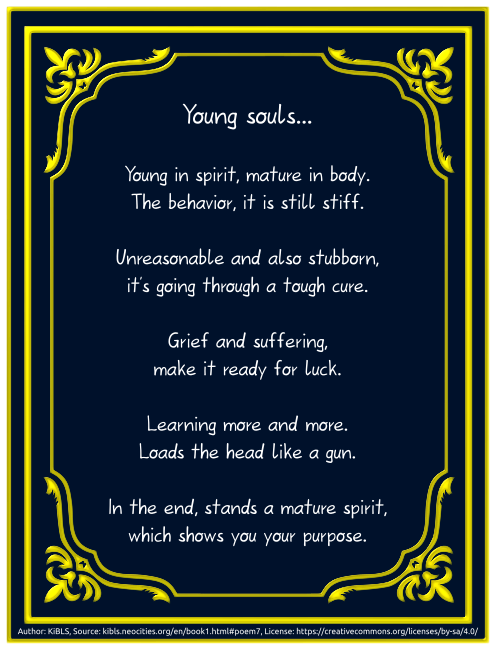 Young souls...
Young in spirit, mature in body.
The behavior, it is still stiff.
Unreasonable and also stubborn,
it's going through a tough cure.
Grief and suffering,
make it ready for luck.
Learning more and more.
Loads the head like a gun.
In the end, stands a mature spirit,
which shows you your purpose.
Author: KiBLS, Source: kibls.neocities.org/en/book1.html#poem7, License: https://creativecommons.org/licenses/by-sa/4.0/